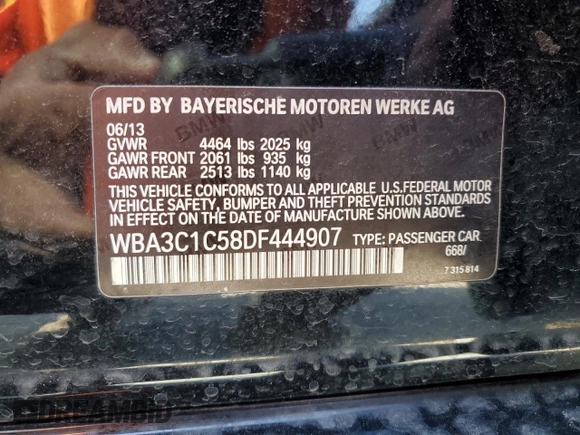 MFD BY BAYERISCHE MOTOREN WERKE AG
06/13
GVWR 4464 lbs 2025 kg
GAWR FRONT 2061 lbs 935 kg
GAWR REAR 2513 lbs 1140 kg
THIS VEHICLE CONFORMS TO ALL APPLICABLE U.S.FEDERAL MOTOR
VEHICLE SAFETY, BUMPER AND THEFT PREVENTION STANDARDS
IN EFFECT ON THE DATE OF MANUFACTURE SHOWN ABOVE.
WBA3C1C58DF444907 TYPE: PASSENGER CAR
668/
7 315 814